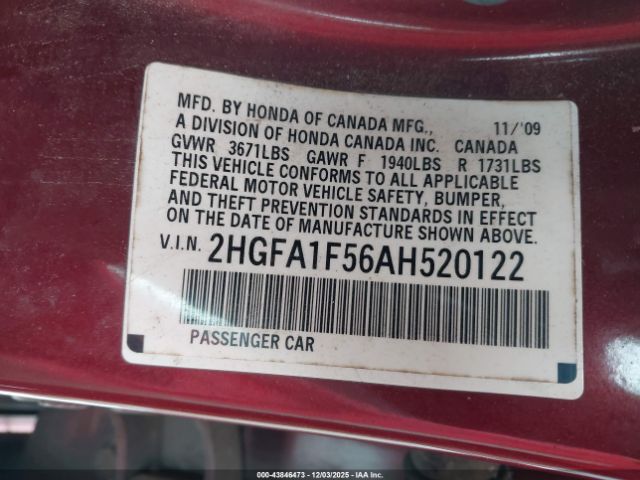 MFD. BY HONDA OF CANADA MFG., 11/'09
A DIVISION OF HONDA CANADA INC. CANADA
GVWR 3671LBS GAWR F 1940LBS R 1731LBS
THIS VEHICLE CONFORMS TO ALL APPLICABLE
FEDERAL MOTOR VEHICLE SAFETY, BUMPER,
AND THEFT PREVENTION STANDARDS IN EFFECT
ON THE DATE OF MANUFACTURE SHOWN ABOVE.
V.I.N. 2HGFA1F56AH520122
PASSENGER CAR
000-43846473 - 12/03/2025 - IAA Inc.